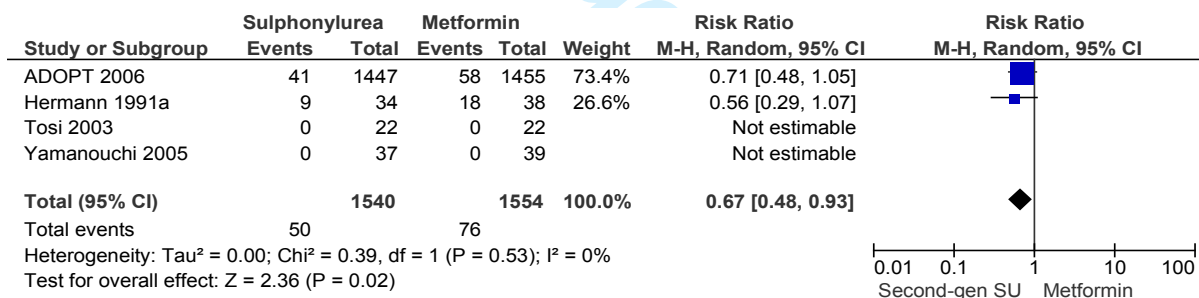 Sulphonylurea Metformin Risk Ratio Risk Ratio
Study or Subgroup Events Total Events Total Weight M-H, Random, 95% CI M-H, Random, 95% CI
ADOPT 2006 41 1447 58 1455 73.4% 0.71 [0.48, 1.05]
Hermann 1991a 9 34 18 38 26.6% 0.56 [0.29, 1.07]
Tosi 2003 0 22 0 22 Not estimable
Yamanouchi 2005 0 37 0 39 Not estimable
Total (95% CI) 1540 1554 100.0% 0.67 [0.48, 0.93]
Total events 50 76
Heterogeneity: Tau² = 0.00; Chi² = 0.39, df = 1 (P = 0.53); I² = 0%
Test for overall effect: Z = 2.36 (P = 0.02)
0.01 0.1 1 10 100
Second-gen SU Metformin